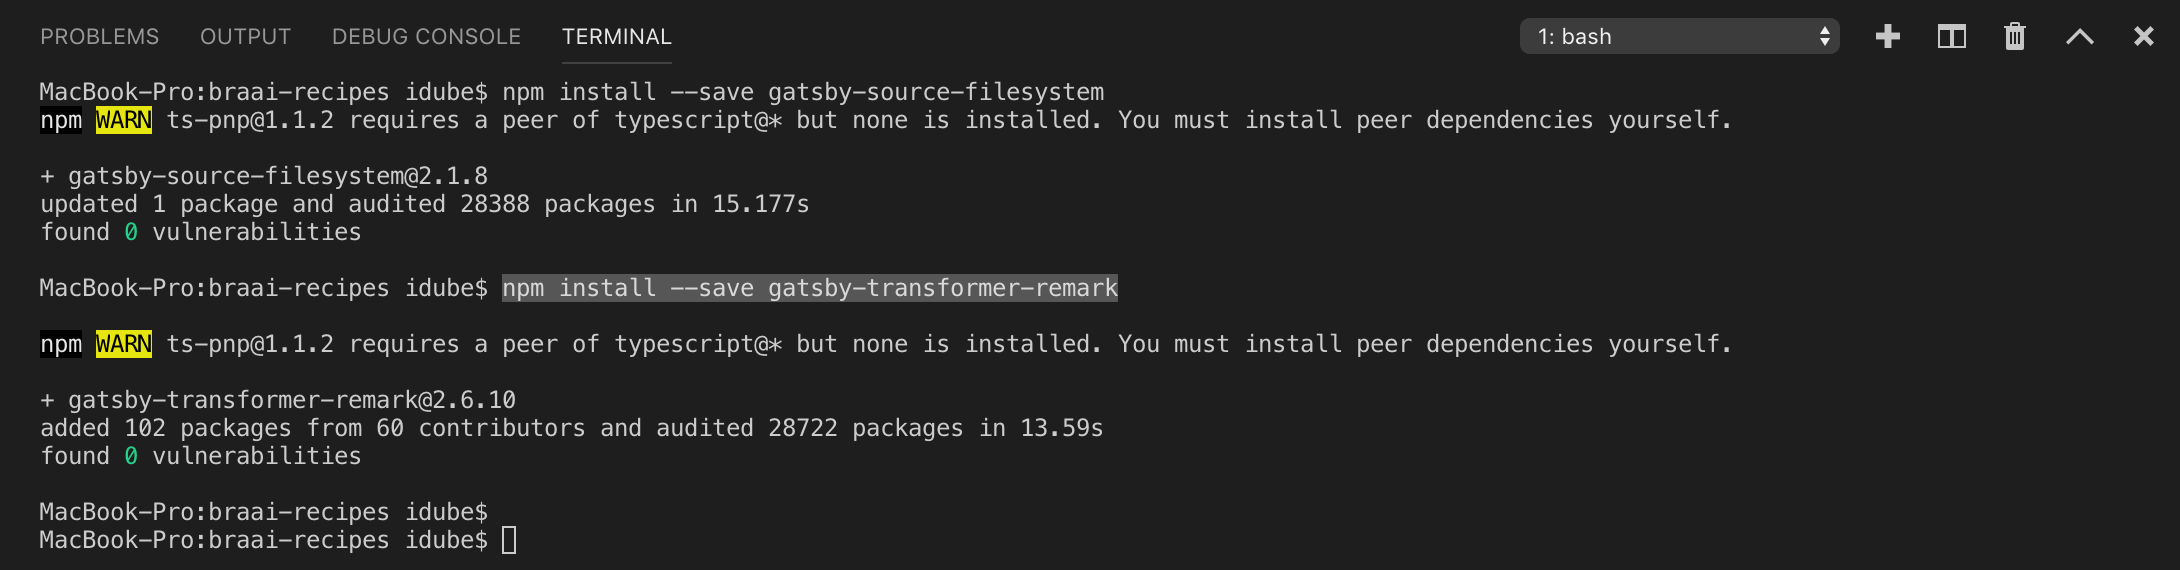 PROBLEMS OUTPUT DEBUG CONSOLE TERMINAL 1: bash
MacBook-Pro:braai-recipes idube$ npm install --save gatsby-source-filesystem
npm WARN ts-pnp@1.1.2 requires a peer of typescript@* but none is installed. You must install peer dependencies yourself.
+ gatsby-source-filesystem@2.1.8
updated 1 package and audited 28388 packages in 15.177s
found 0 vulnerabilities
MacBook-Pro:braai-recipes idube$ npm install --save gatsby-transformer-remark
npm WARN ts-pnp@1.1.2 requires a peer of typescript@* but none is installed. You must install peer dependencies yourself.
+ gatsby-transformer-remark@2.6.10
added 102 packages from 60 contributors and audited 28722 packages in 13.59s
found 0 vulnerabilities
MacBook-Pro:braai-recipes idube$
MacBook-Pro:braai-recipes idube$